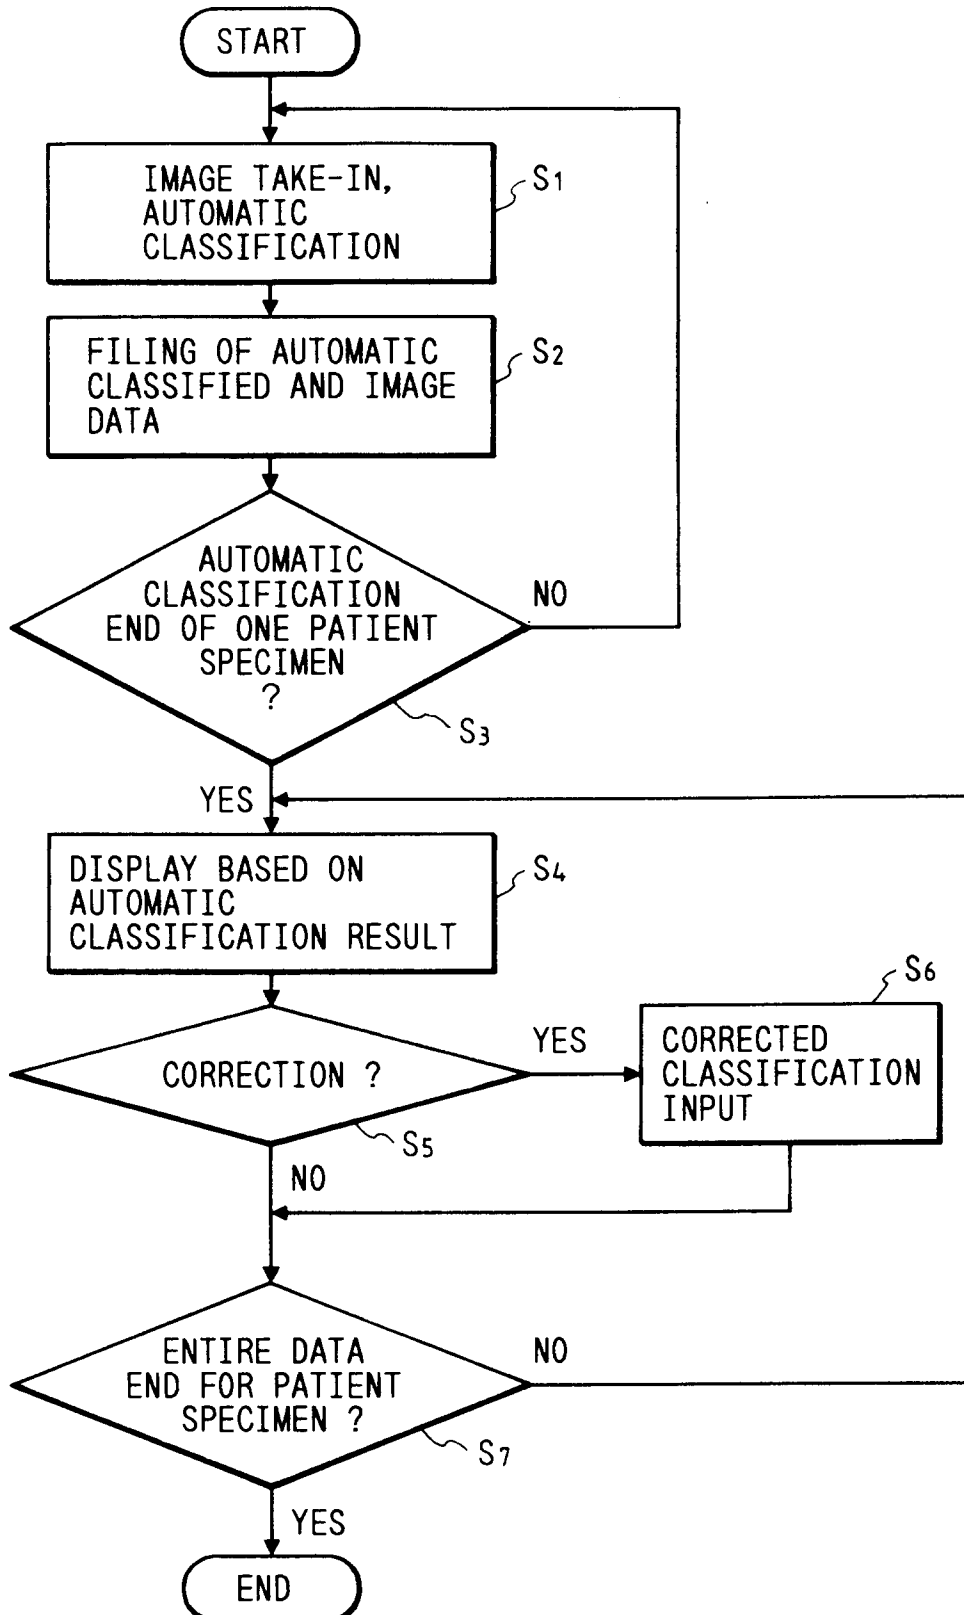 START
IMAGE TAKE-IN,
AUTOMATIC
CLASSIFICATION
S1
FILING OF AUTOMATIC
CLASSIFIED AND IMAGE
DATA
S2
AUTOMATIC
CLASSIFICATION
END OF ONE PATIENT
SPECIMEN
?
NO
S3
YES
DISPLAY BASED ON
AUTOMATIC
CLASSIFICATION RESULT
S4
CORRECTION ?
YES
S5
S6
CORRECTED
CLASSIFICATION
INPUT
NO
ENTIRE DATA
END FOR PATIENT
SPECIMEN ?
NO
S7
YES
END